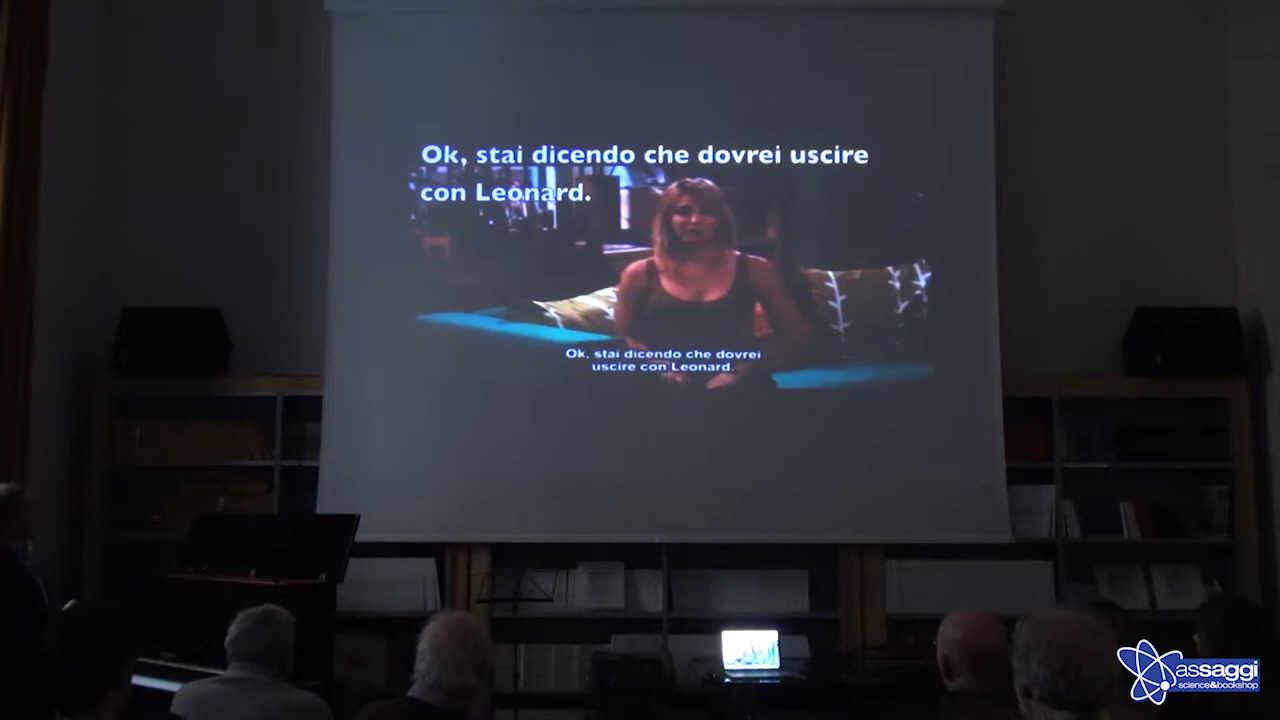 Ok, stai dicendo che dovrei uscire
con Leonard.
Ok, stai dicendo che dovrei
uscire con Leonard.
assaggi
science&bookshop